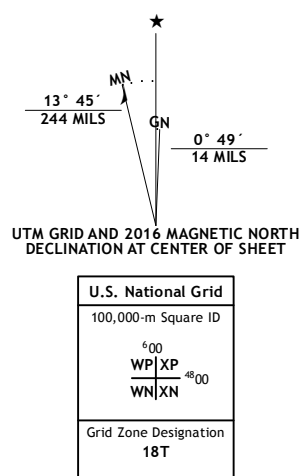 ★
MN
GN
13° 45´
244 MILS
0° 49´
14 MILS
UTM GRID AND 2016 MAGNETIC NORTH
DECLINATION AT CENTER OF SHEET
U.S. National Grid
100,000-m Square ID
⁶00
WP XP
⁴⁸00
WN XN
Grid Zone Designation
18T